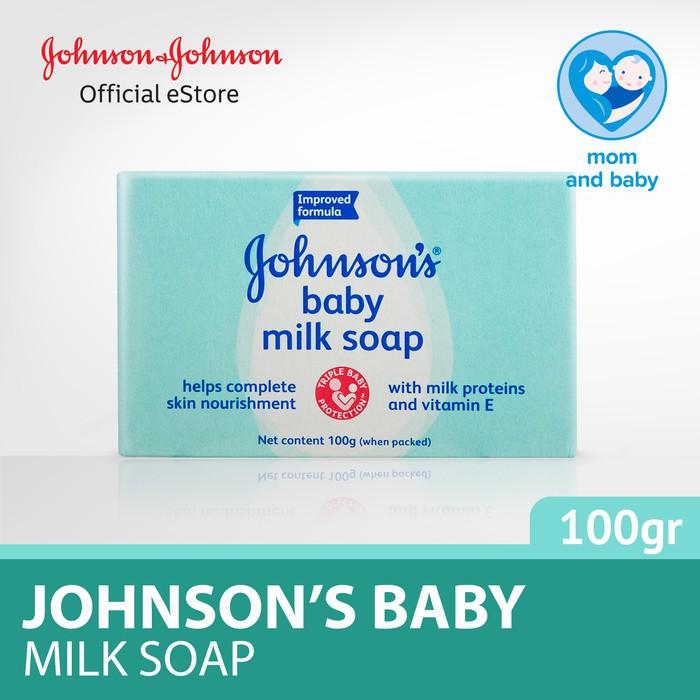 Johnson+Johnson
Official eStore
mom
and baby
Improved
formula
Johnson's®
baby
milk soap
helps complete
skin nourishment
TRIPLE BABY
PROTECTION™
with milk proteins
and vitamin E
Net content 100g (when packed)
100gr
JOHNSON'S BABY
MILK SOAP